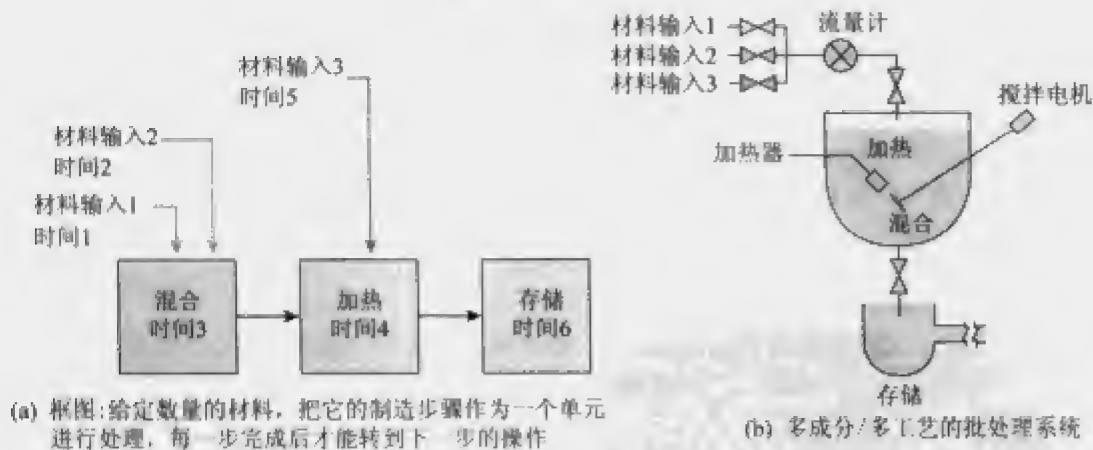 材料输入3
时间5
材料输入2
时间2
材料输入1
时间1
混合
时间3
加热
时间4
存储
时间6
(a) 框图:给定数量的材料，把它的制造步骤作为一个单元
进行处理，每一步完成后才能转到下一步的操作
材料输入1
材料输入2
材料输入3
流量计
搅拌电机
加热器
加热
混合
存储
(b) 多成分/多工艺的批处理系统